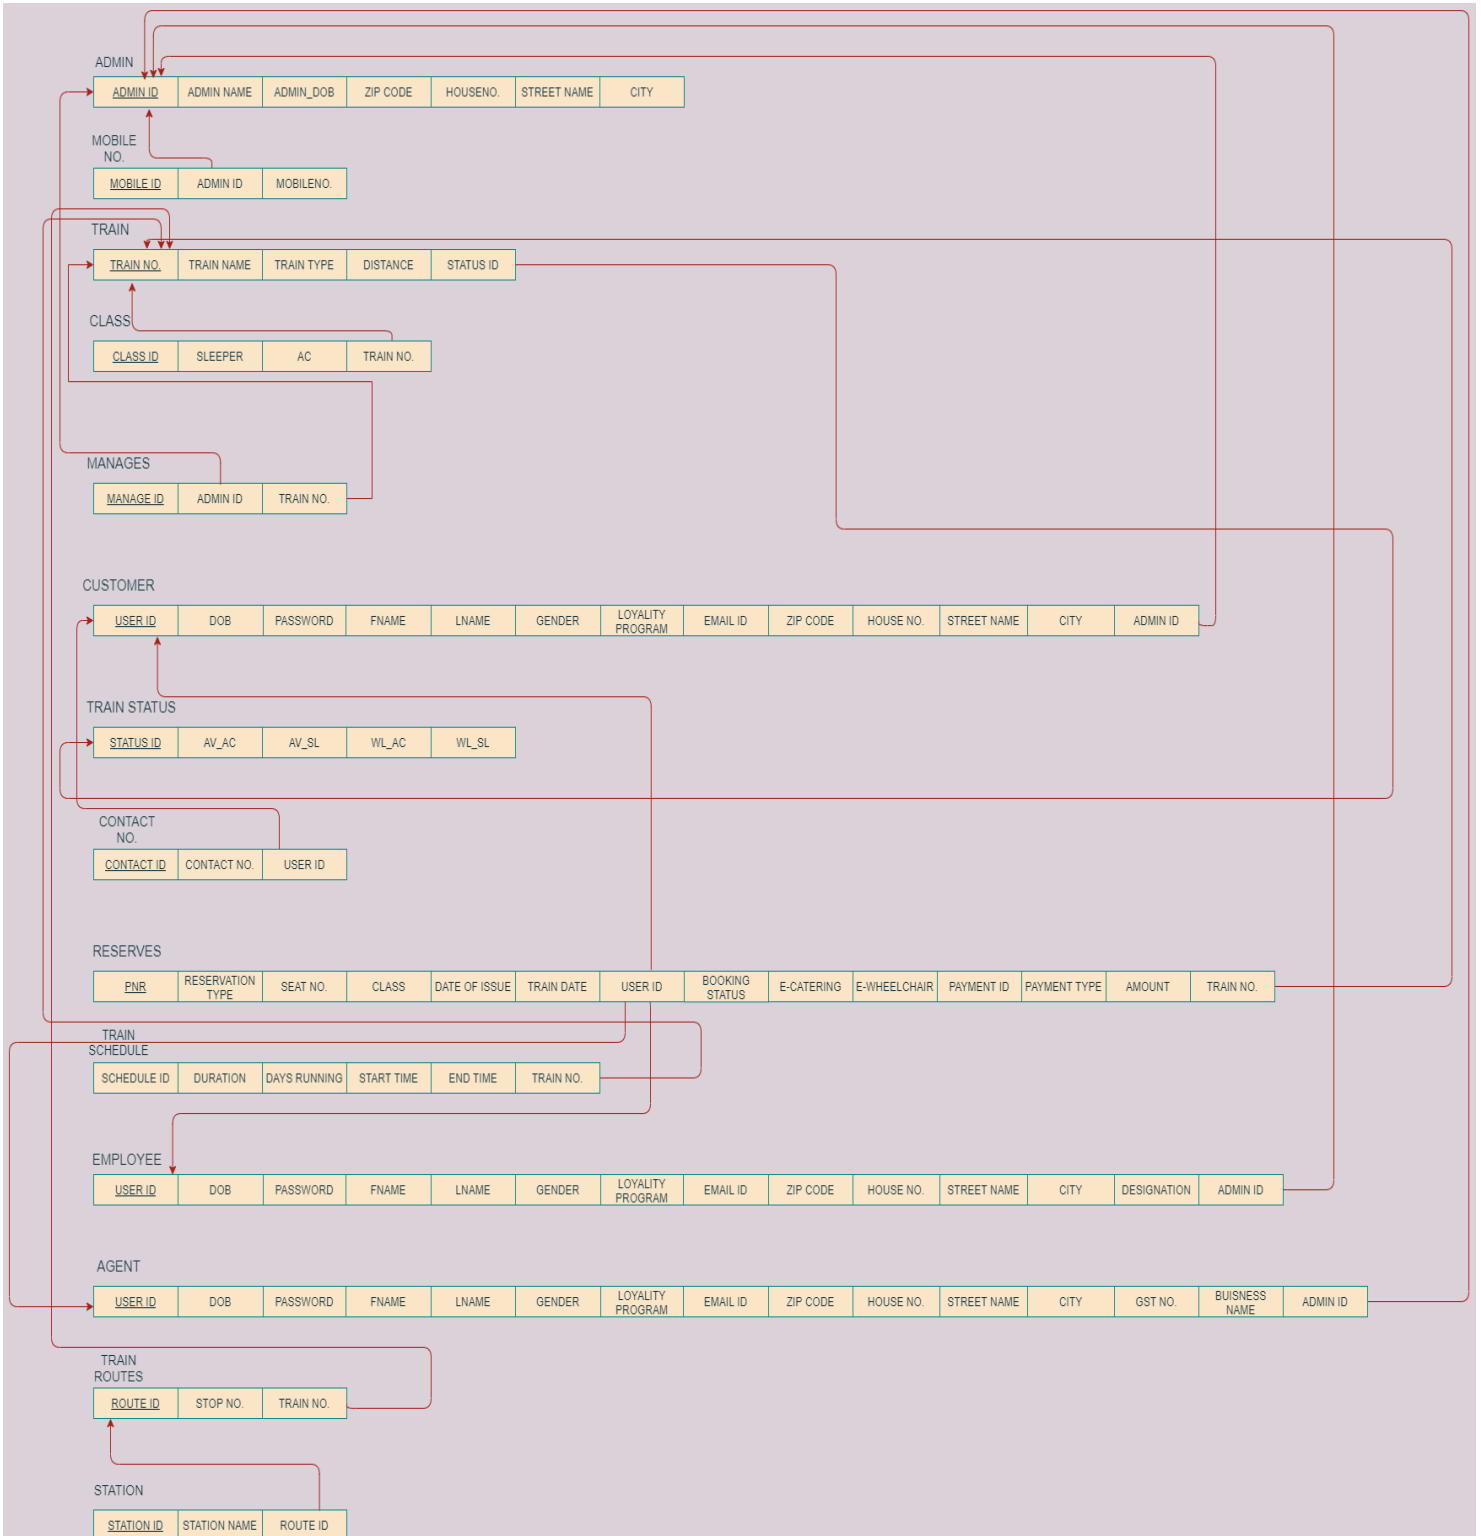 ADMIN
ADMIN ID ADMIN NAME ADMIN_DOB ZIP CODE HOUSENO. STREET NAME CITY
MOBILE
NO.
MOBILE ID ADMIN ID MOBILENO.
TRAIN
TRAIN NO. TRAIN NAME TRAIN TYPE DISTANCE STATUS ID
CLASS
CLASS ID SLEEPER AC TRAIN NO.
MANAGES
MANAGE ID ADMIN ID TRAIN NO.
CUSTOMER
USER ID DOB PASSWORD FNAME LNAME GENDER LOYALITY PROGRAM EMAIL ID ZIP CODE HOUSE NO. STREET NAME CITY ADMIN ID
TRAIN STATUS
STATUS ID AV_AC AV_SL WL_AC WL_SL
CONTACT
NO.
CONTACT ID CONTACT NO. USER ID
RESERVES
PNR RESERVATION TYPE SEAT NO. CLASS DATE OF ISSUE TRAIN DATE USER ID BOOKING STATUS E-CATERING E-WHEELCHAIR PAYMENT ID PAYMENT TYPE AMOUNT TRAIN NO.
TRAIN
SCHEDULE
SCHEDULE ID DURATION DAYS RUNNING START TIME END TIME TRAIN NO.
EMPLOYEE
USER ID DOB PASSWORD FNAME LNAME GENDER LOYALITY PROGRAM EMAIL ID ZIP CODE HOUSE NO. STREET NAME CITY DESIGNATION ADMIN ID
AGENT
USER ID DOB PASSWORD FNAME LNAME GENDER LOYALITY PROGRAM EMAIL ID ZIP CODE HOUSE NO. STREET NAME CITY GST NO. BUISNESS NAME ADMIN ID
TRAIN
ROUTES
ROUTE ID STOP NO. TRAIN NO.
STATION
STATION ID STATION NAME ROUTE ID